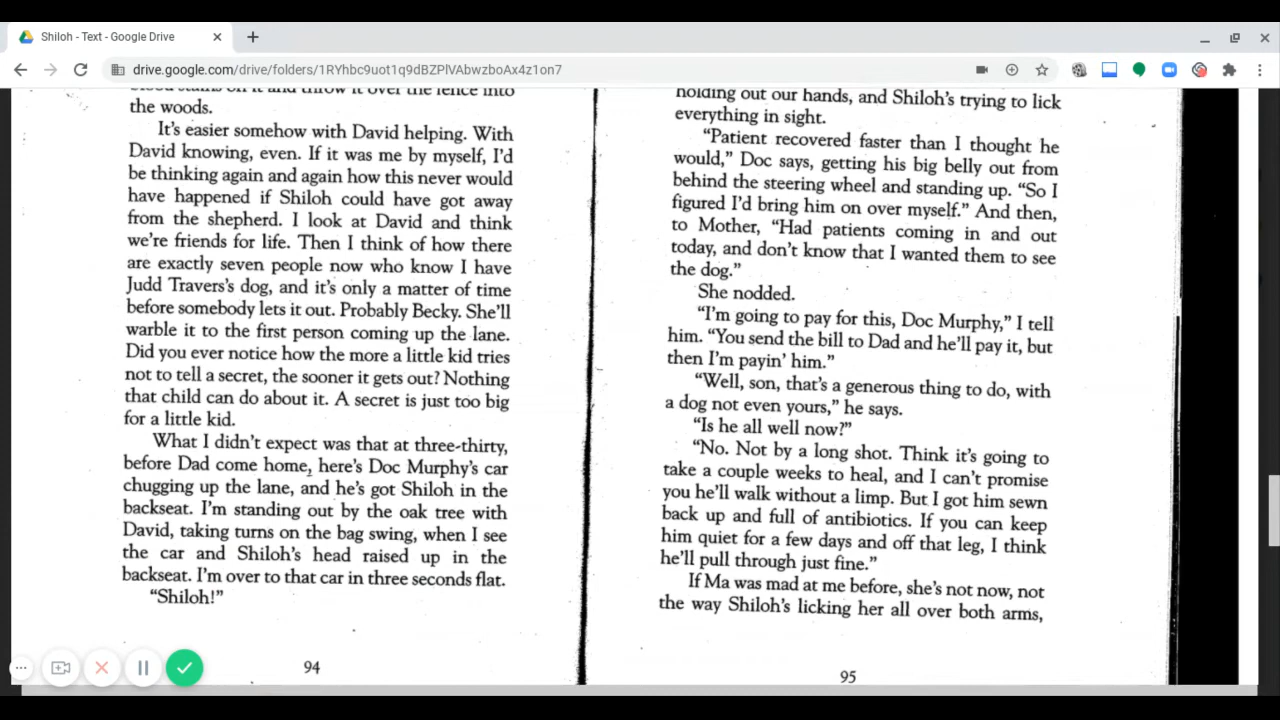 Shiloh - Text - Google Drive
drive.google.com/drive/folders/1RYhbc9uot1q9dBZPlVAbwzboAx4z1on7
blood stains on it and throw it over the fence into
the woods.
It's easier somehow with David helping. With
David knowing, even. If it was me by myself, I'd
be thinking again and again how this never would
have happened if Shiloh could have got away
from the shepherd. I look at David and think
we're friends for life. Then I think of how there
are exactly seven people now who know I have
Judd Travers's dog, and it's only a matter of time
before somebody lets it out. Probably Becky. She'll
warble it to the first person coming up the lane.
Did you ever notice how the more a little kid tries
not to tell a secret, the sooner it gets out? Nothing
that child can do about it. A secret is just too big
for a little kid.
What I didn't expect was that at three-thirty,
before Dad come home, here's Doc Murphy's car
chugging up the lane, and he's got Shiloh in the
backseat. I'm standing out by the oak tree with
David, taking turns on the bag swing, when I see
the car and Shiloh's head raised up in the
backseat. I'm over to that car in three seconds flat.
"Shiloh!"
94
holding out our hands, and Shiloh's trying to lick
everything in sight.
"Patient recovered faster than I thought he
would," Doc says, getting his big belly out from
behind the steering wheel and standing up. "So I
figured I'd bring him on over myself." And then,
to Mother, "Had patients coming in and out
today, and don't know that I wanted them to see
the dog."
She nodded.
"I'm going to pay for this, Doc Murphy," I tell
him. "You send the bill to Dad and he'll pay it, but
then I'm payin' him."
"Well, son, that's a generous thing to do, with
a dog not even yours," he says.
"Is he all well now?"
"No. Not by a long shot. Think it's going to
take a couple weeks to heal, and I can't promise
you he'll walk without a limp. But I got him sewn
back up and full of antibiotics. If you can keep
him quiet for a few days and off that leg, I think
he'll pull through just fine."
If Ma was mad at me before, she's not now, not
the way Shiloh's licking her all over both arms,
95